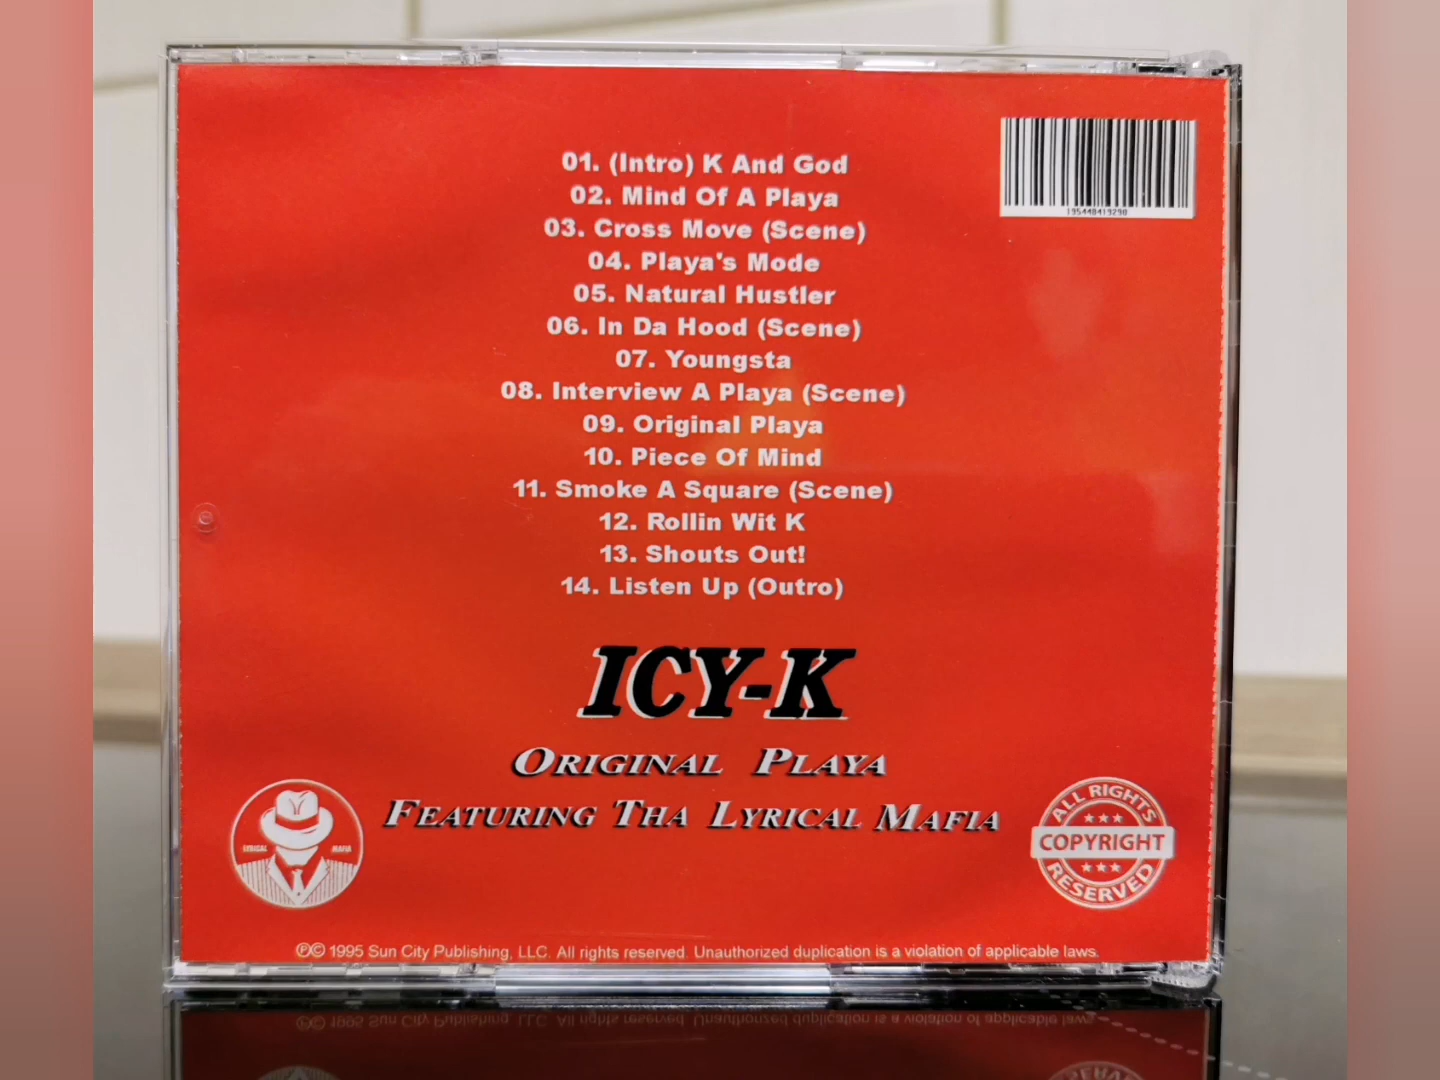 01. (Intro) K And God
02. Mind Of A Playa
03. Cross Move (Scene)
04. Playa's Mode
05. Natural Hustler
06. In Da Hood (Scene)
07. Youngsta
08. Interview A Playa (Scene)
09. Original Playa
10. Piece Of Mind
11. Smoke A Square (Scene)
12. Rollin Wit K
13. Shouts Out!
14. Listen Up (Outro)
195448419298
ICY-K
ORIGINAL PLAYA
FEATURING THA LYRICAL MAFIA
LYRICAL MAFIA
ALL RIGHTS
COPYRIGHT
RESERVED
℗© 1995 Sun City Publishing, LLC. All rights reserved. Unauthorized duplication is a violation of applicable laws.